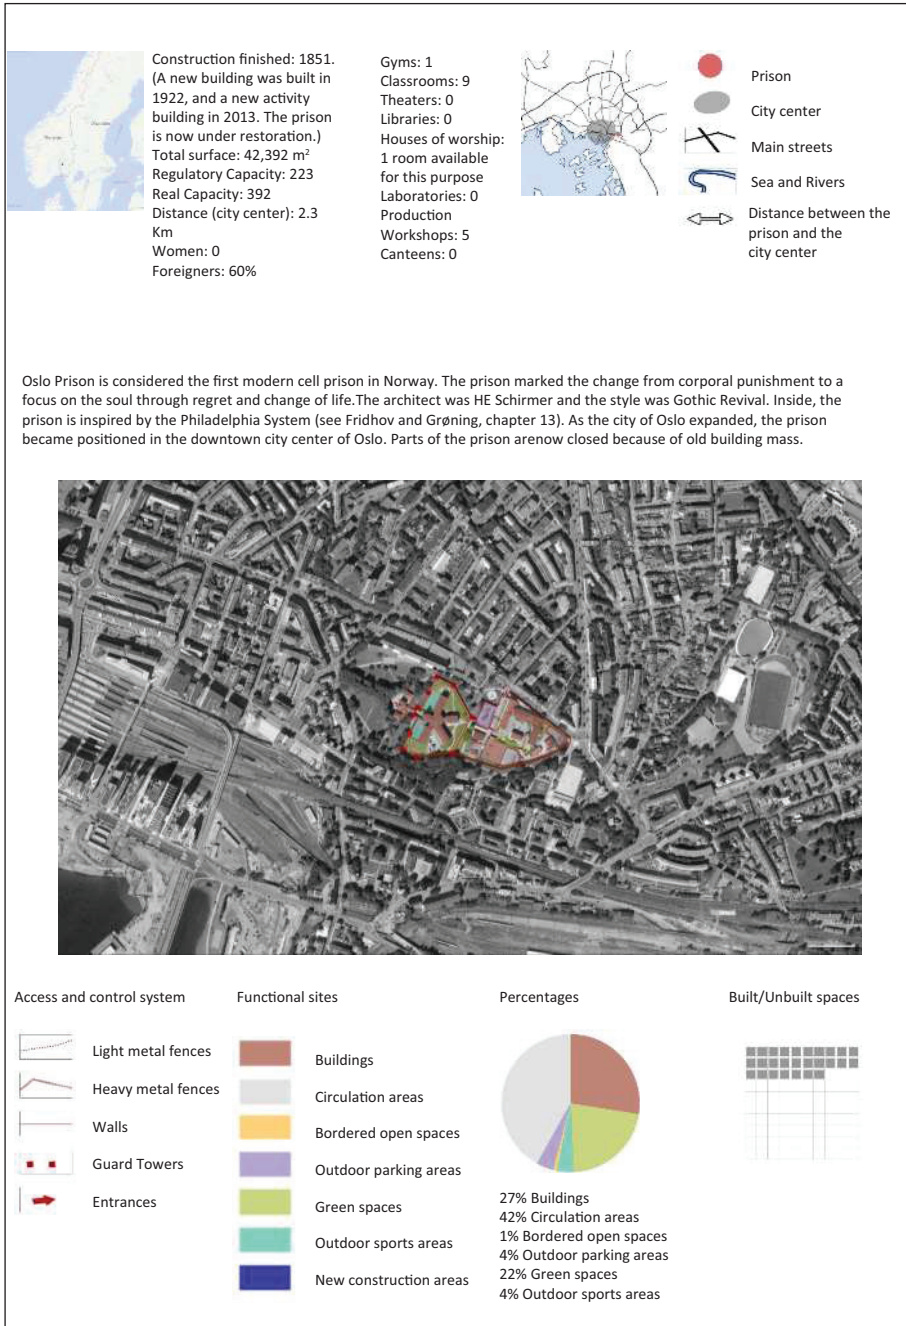 Construction finished: 1851.
(A new building was built in
1922, and a new activity
building in 2013. The prison
is now under restoration.)
Total surface: 42,392 m²
Regulatory Capacity: 223
Real Capacity: 392
Distance (city center): 2.3
Km
Women: 0
Foreigners: 60%
Gyms: 1
Classrooms: 9
Theaters: 0
Libraries: 0
Houses of worship:
1 room available
for this purpose
Laboratories: 0
Production
Workshops: 5
Canteens: 0
Prison
City center
Main streets
Sea and Rivers
Distance between the
prison and the
city center
Oslo Prison is considered the first modern cell prison in Norway. The prison marked the change from corporal punishment to a
focus on the soul through regret and change of life.The architect was HE Schirmer and the style was Gothic Revival. Inside, the
prison is inspired by the Philadelphia System (see Fridhov and Grøning, chapter 13). As the city of Oslo expanded, the prison
became positioned in the downtown city center of Oslo. Parts of the prison arenow closed because of old building mass.
Access and control system
Light metal fences
Heavy metal fences
Walls
Guard Towers
Entrances
Functional sites
Buildings
Circulation areas
Bordered open spaces
Outdoor parking areas
Green spaces
Outdoor sports areas
New construction areas
Percentages
27% Buildings
42% Circulation areas
1% Bordered open spaces
4% Outdoor parking areas
22% Green spaces
4% Outdoor sports areas
Built/Unbuilt spaces